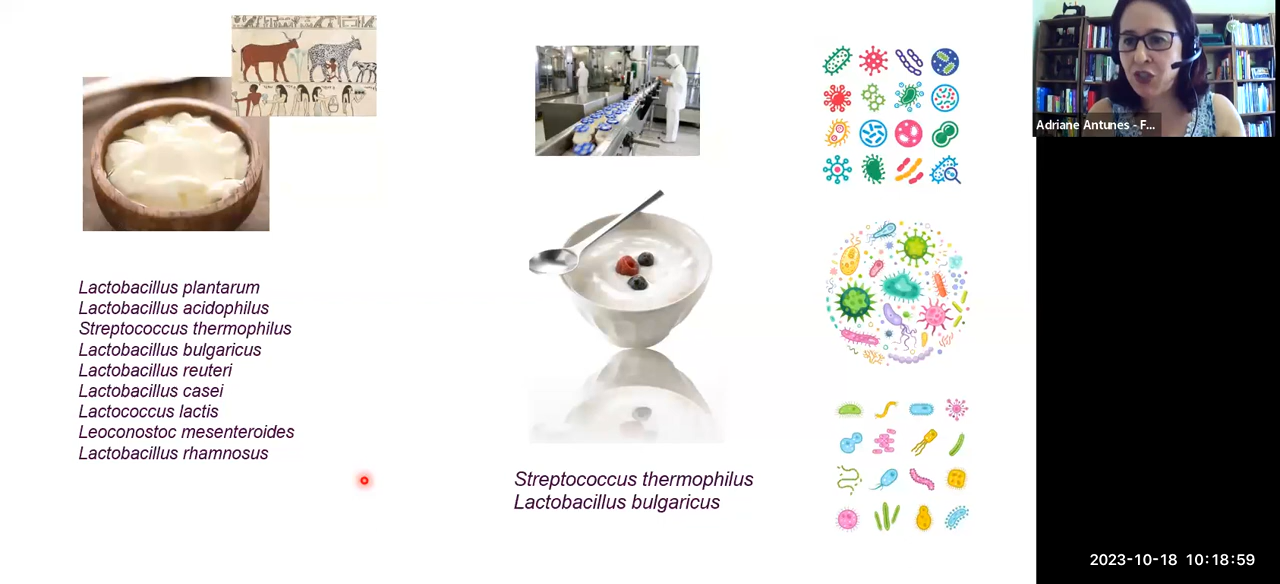 Lactobacillus plantarum
Lactobacillus acidophilus
Streptococcus thermophilus
Lactobacillus bulgaricus
Lactobacillus reuteri
Lactobacillus casei
Lactococcus lactis
Leoconostoc mesenteroides
Lactobacillus rhamnosus
Streptococcus thermophilus
Lactobacillus bulgaricus
Adriane Antunes - F...
2023-10-18 10:18:59